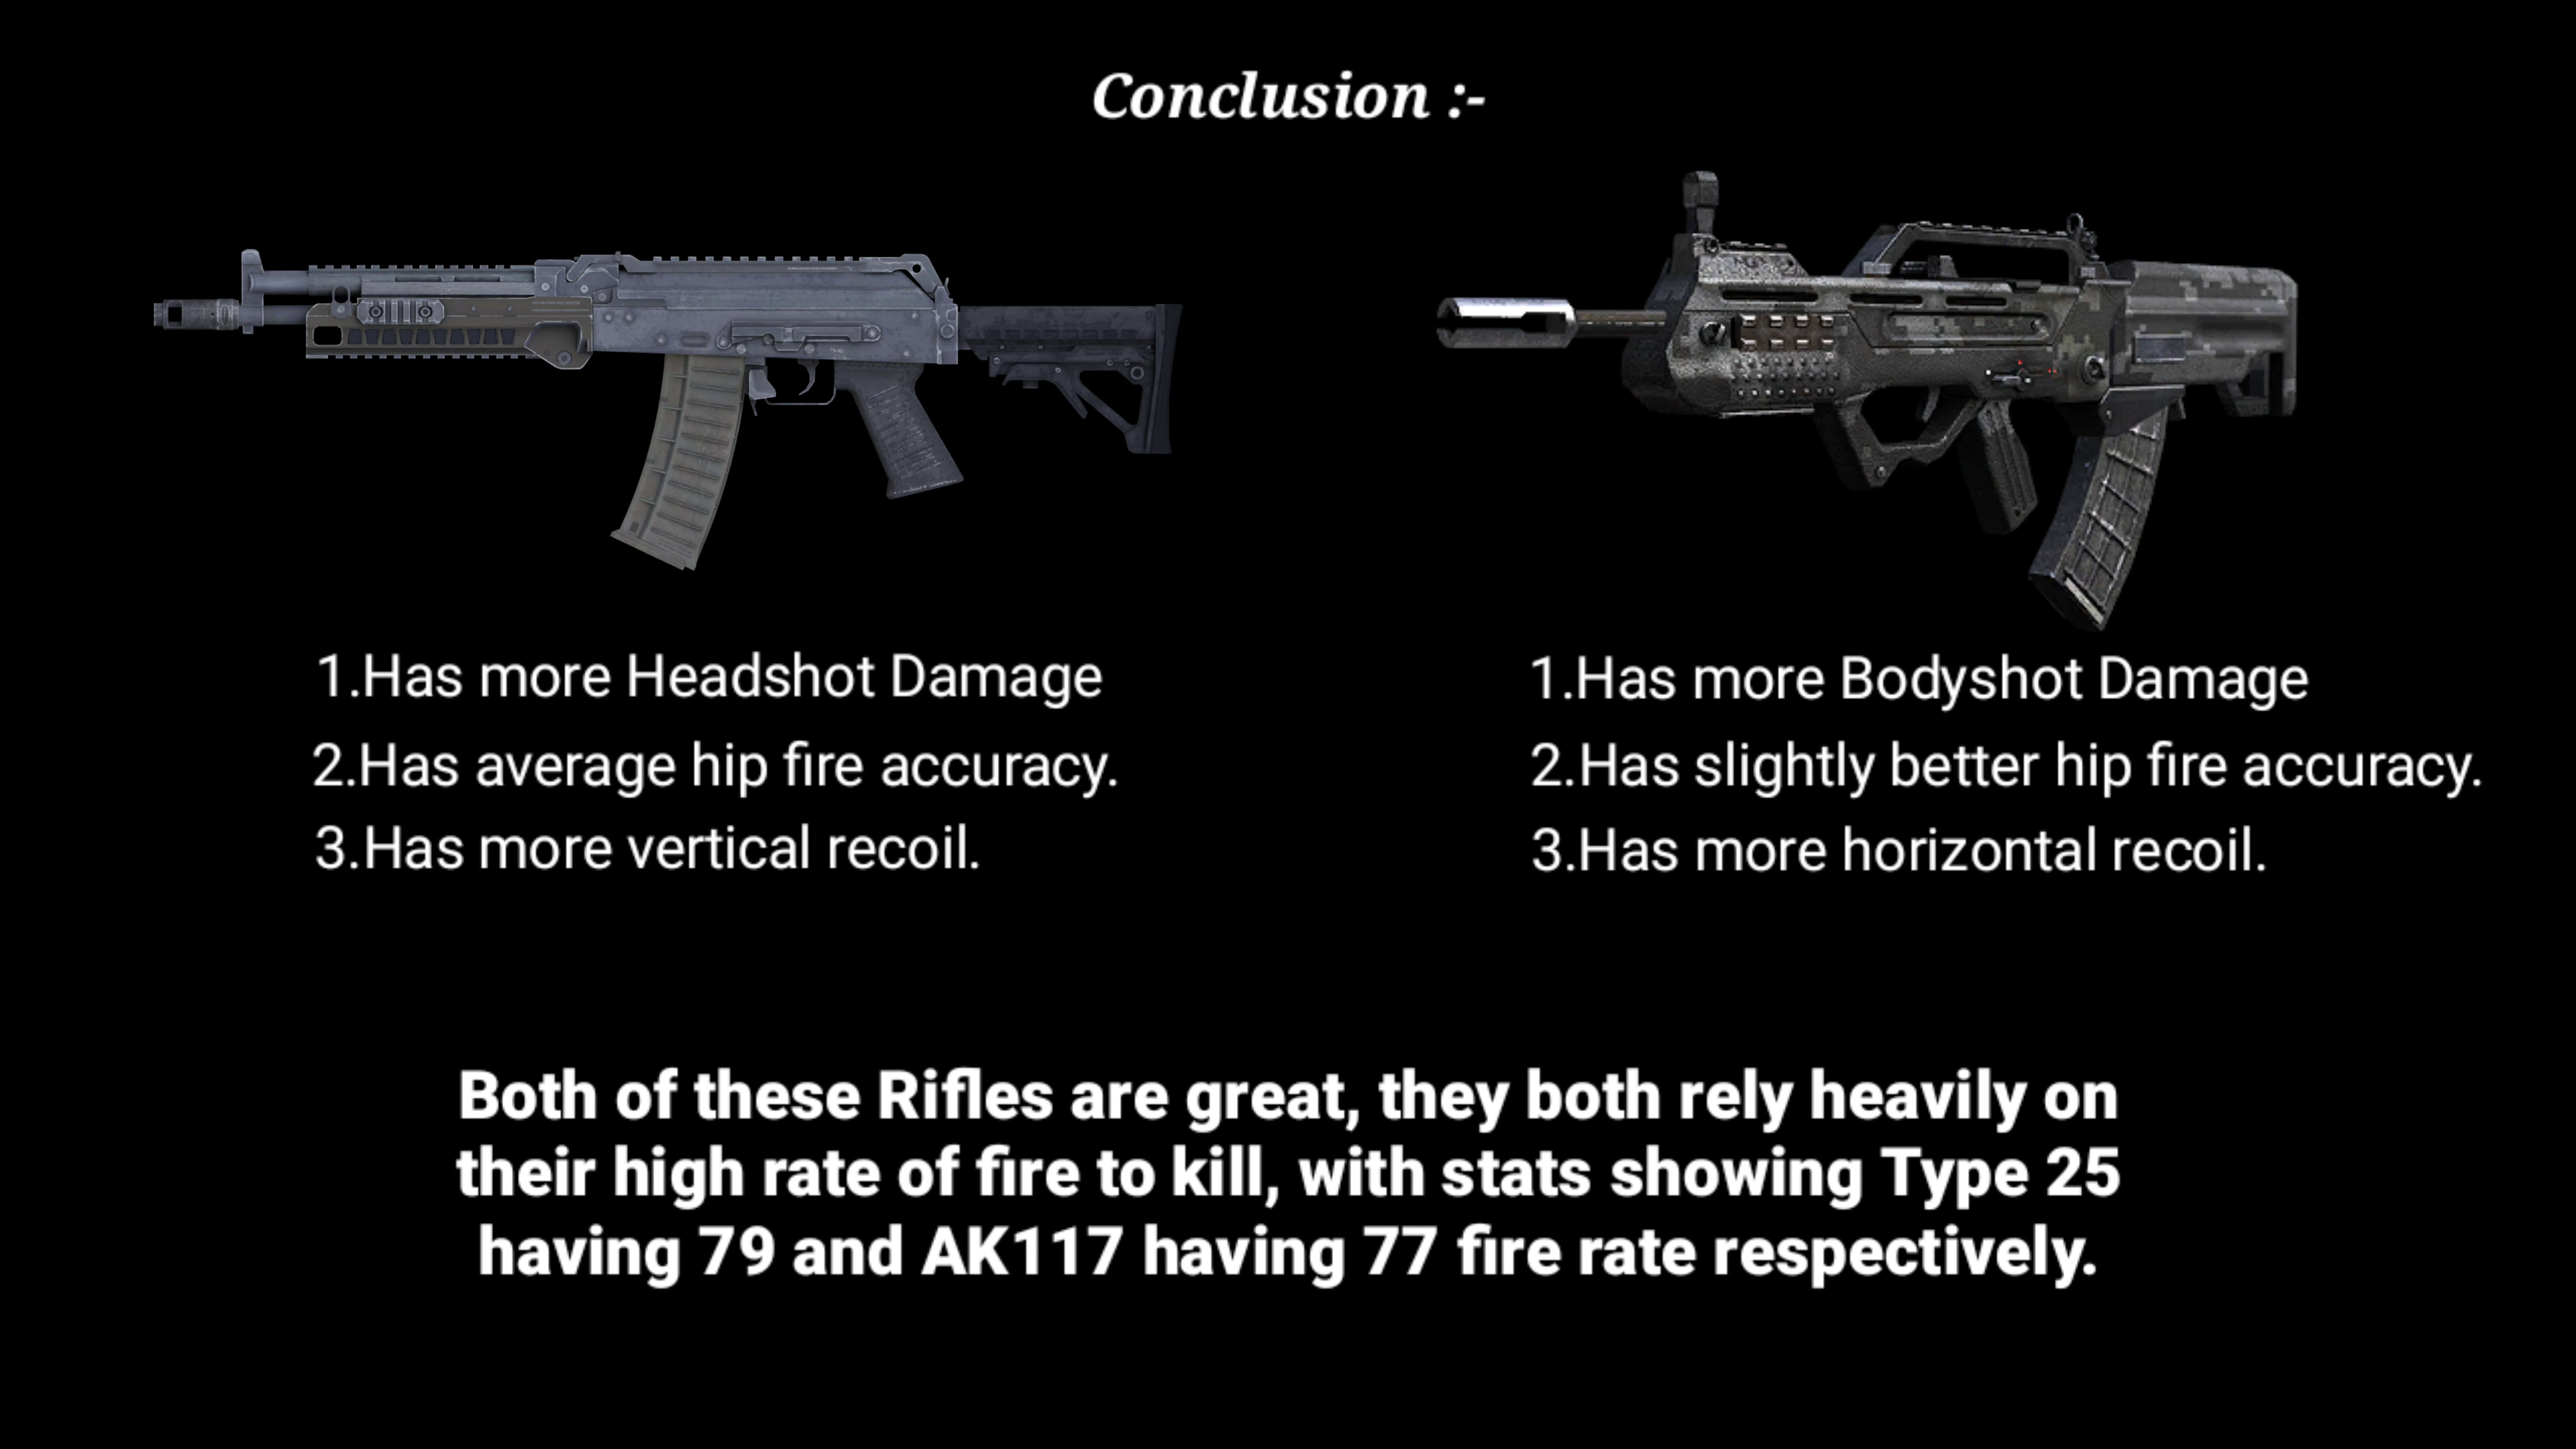 Conclusion :-
1.Has more Headshot Damage
2.Has average hip fire accuracy.
3.Has more vertical recoil.
1.Has more Bodyshot Damage
2.Has slightly better hip fire accuracy.
3.Has more horizontal recoil.
Both of these Rifles are great, they both rely heavily on
their high rate of fire to kill, with stats showing Type 25
having 79 and AK117 having 77 fire rate respectively.